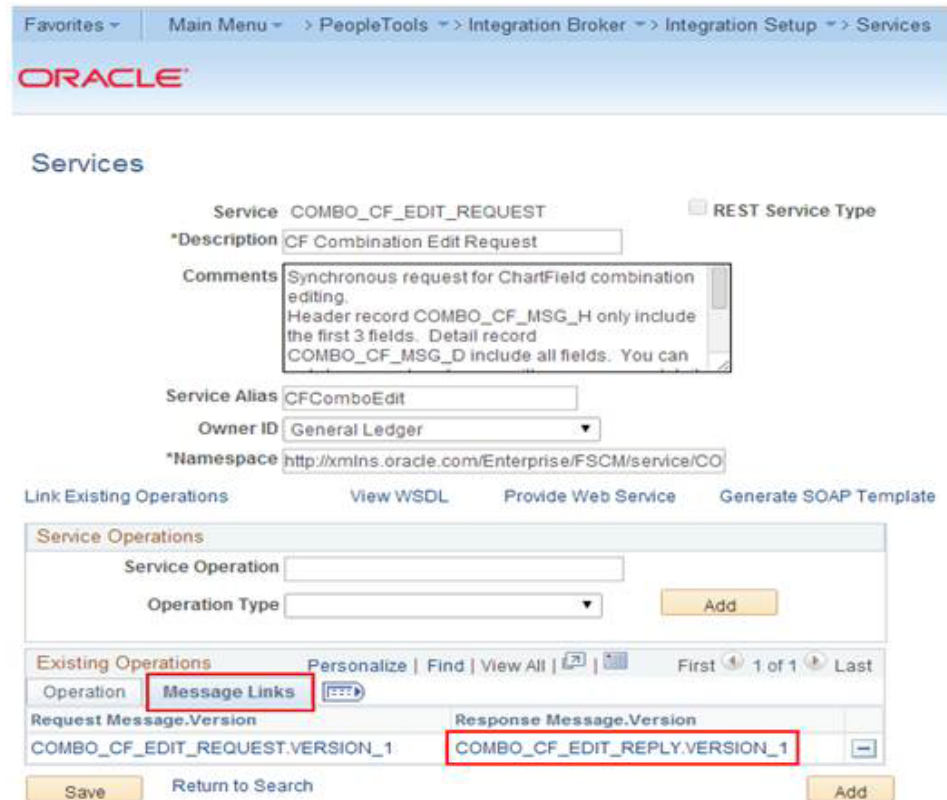 Favorites Main Menu > PeopleTools > Integration Broker > Integration Setup > Services
ORACLE
Services
Service COMBO_CF_EDIT_REQUEST REST Service Type
*Description CF Combination Edit Request
Comments Synchronous request for ChartField combination
editing.
Header record COMBO_CF_MSG_H only include
the first 3 fields. Detail record
COMBO_CF_MSG_D include all fields. You can
Service Alias CFComboEdit
Owner ID General Ledger
*Namespace http://xmlns.oracle.com/Enterprise/FSCM/service/CO
Link Existing Operations View WSDL Provide Web Service Generate SOAP Template
Service Operations
Service Operation
Operation Type Add
Existing Operations Personalize | Find | View All | | First 1 of 1 Last
Operation Message Links
Request Message.Version Response Message.Version
COMBO_CF_EDIT_REQUEST.VERSION_1 COMBO_CF_EDIT_REPLY.VERSION_1
Save Return to Search Add